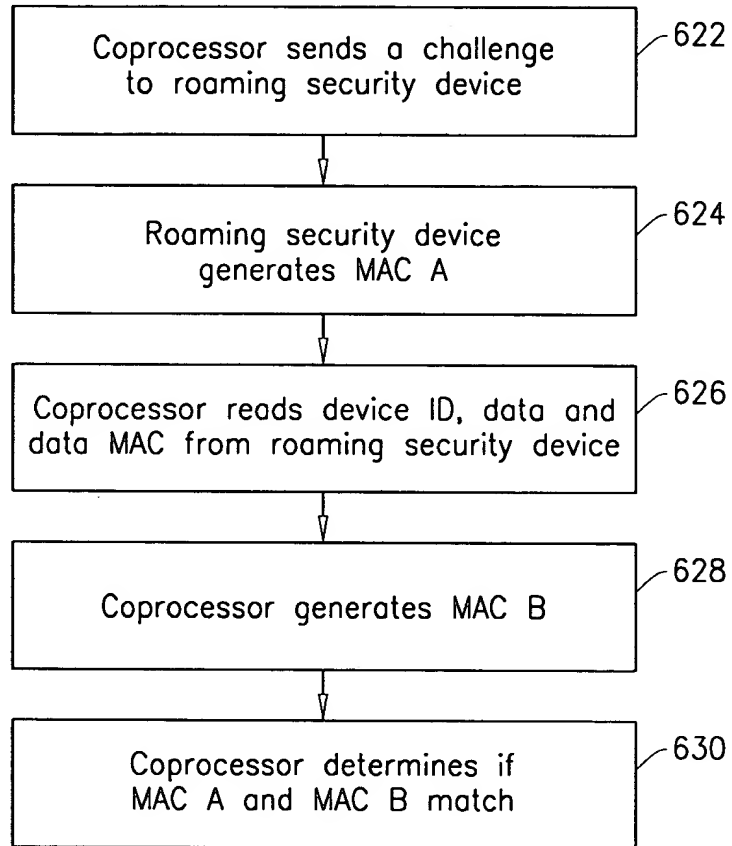 Coprocessor sends a challenge
to roaming security device
622
Roaming security device
generates MAC A
624
Coprocessor reads device ID, data and
data MAC from roaming security device
626
Coprocessor generates MAC B
628
Coprocessor determines if
MAC A and MAC B match
630